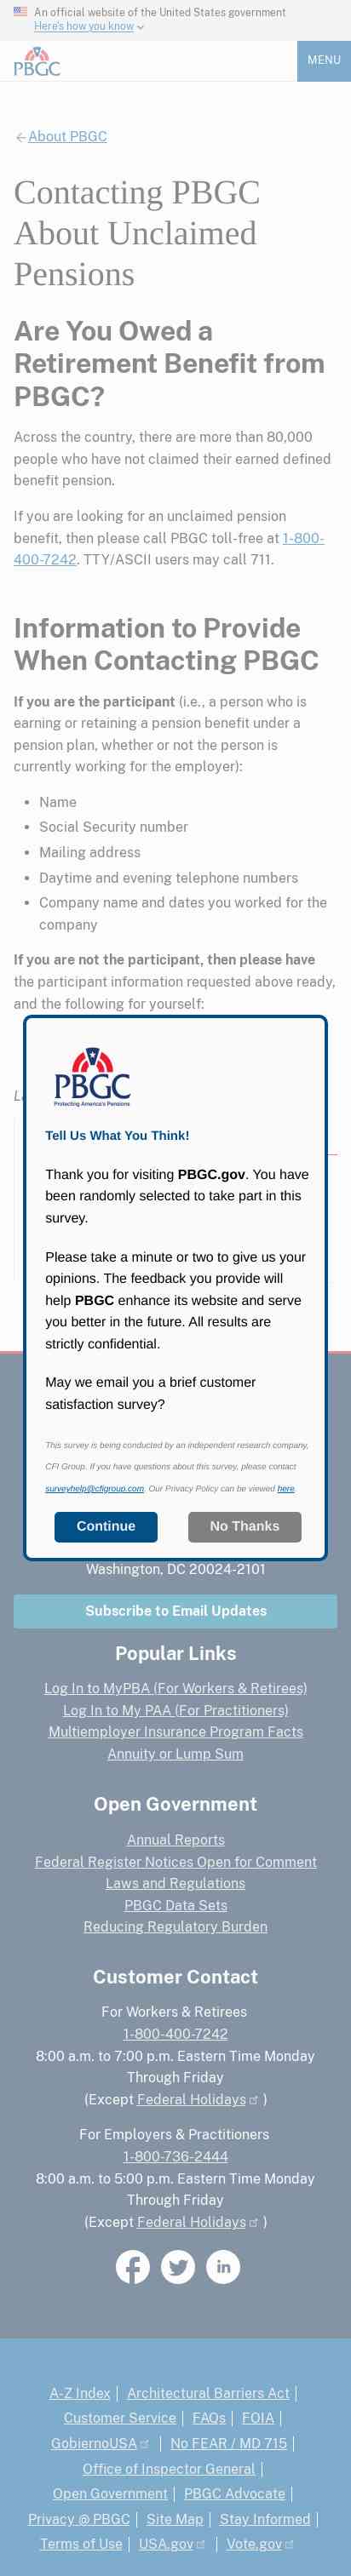 An official website of the United States government
Here's how you know
PBGC
MENU
About PBGC
Contacting PBGC
About Unclaimed
Pensions
Are You Owed a
Retirement Benefit from
PBGC?
Across the country, there are more than 80,000
people who have not claimed their earned defined
benefit pension.
If you are looking for an unclaimed pension
benefit, then please call PBGC toll-free at 1-800-
400-7242. TTY/ASCII users may call 711.
Information to Provide
When Contacting PBGC
If you are the participant (i.e., a person who is
earning or retaining a pension benefit under a
pension plan, whether or not the person is
currently working for the employer):
• Name
• Social Security number
• Mailing address
• Daytime and evening telephone numbers
• Company name and dates you worked for the
company
If you are not the participant, then please have
the participant information requested above ready,
and the following for yourself:
PBGC
Protecting America's Pensions
Tell Us What You Think!
Thank you for visiting PBGC.gov. You have
been randomly selected to take part in this
survey.
Please take a minute or two to give us your
opinions. The feedback you provide will
help PBGC enhance its website and serve
you better in the future. All results are
strictly confidential.
May we email you a brief customer
satisfaction survey?
This survey is being conducted by an independent research company,
CFI Group. If you have questions about this survey, please contact
surveyhelp@cfigroup.com. Our Privacy Policy can be viewed here.
Continue
No Thanks
Washington, DC 20024-2101
Subscribe to Email Updates
Popular Links
Log In to MyPBA (For Workers & Retirees)
Log In to My PAA (For Practitioners)
Multiemployer Insurance Program Facts
Annuity or Lump Sum
Open Government
Annual Reports
Federal Register Notices Open for Comment
Laws and Regulations
PBGC Data Sets
Reducing Regulatory Burden
Customer Contact
For Workers & Retirees
1-800-400-7242
8:00 a.m. to 7:00 p.m. Eastern Time Monday
Through Friday
(Except Federal Holidays )
For Employers & Practitioners
1-800-736-2444
8:00 a.m. to 5:00 p.m. Eastern Time Monday
Through Friday
(Except Federal Holidays )
A-Z Index | Architectural Barriers Act |
Customer Service | FAQs | FOIA |
GobiernoUSA | No FEAR / MD 715 |
Office of Inspector General |
Open Government | PBGC Advocate |
Privacy @ PBGC | Site Map | Stay Informed |
Terms of Use | USA.gov | Vote.gov